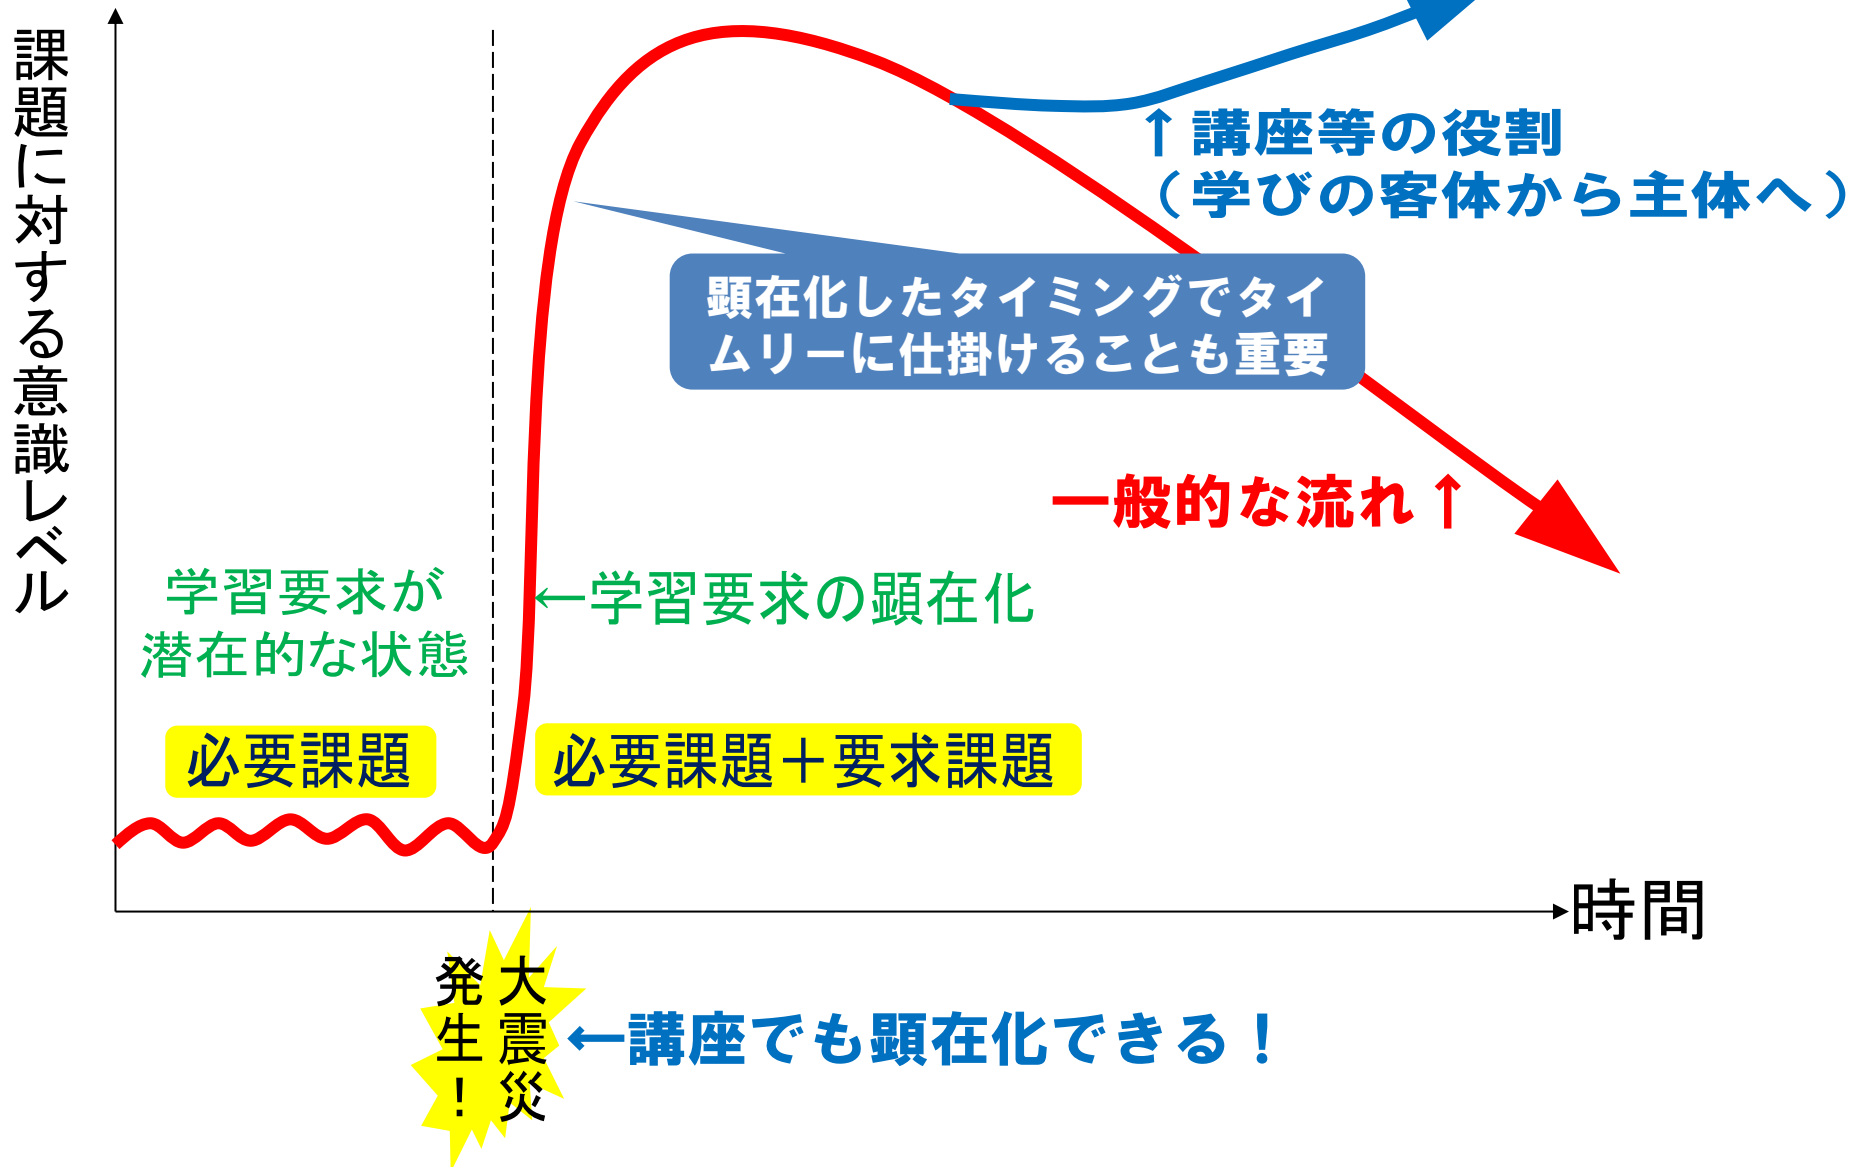 課題に対する意識レベル
↑講座等の役割
（学びの客体から主体へ）
顕在化したタイミングでタイ
ムリーに仕掛けることも重要
一般的な流れ↑
学習要求が
潜在的な状態
←学習要求の顕在化
必要課題
必要課題＋要求課題
時間
大震災
発生！
←講座でも顕在化できる！